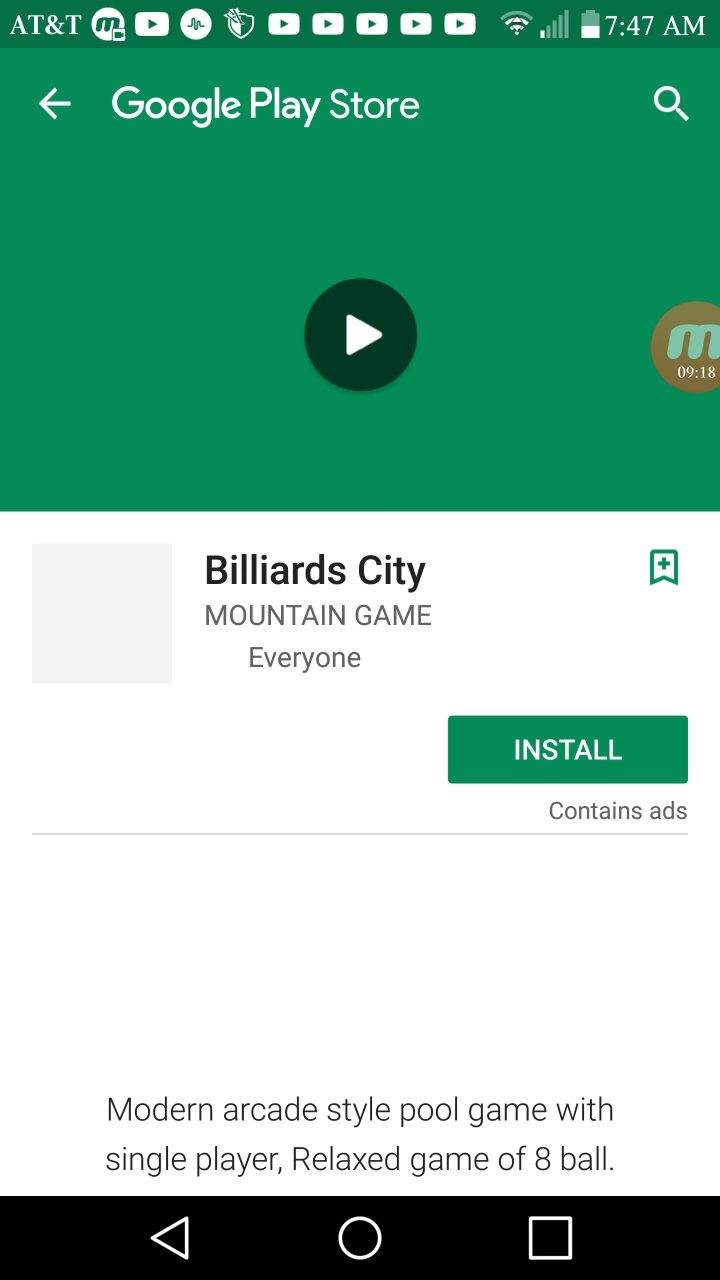 AT&T 7:47 AM
Google Play Store
m
09:18
Billiards City
MOUNTAIN GAME
Everyone
INSTALL
Contains ads
Modern arcade style pool game with
single player, Relaxed game of 8 ball.